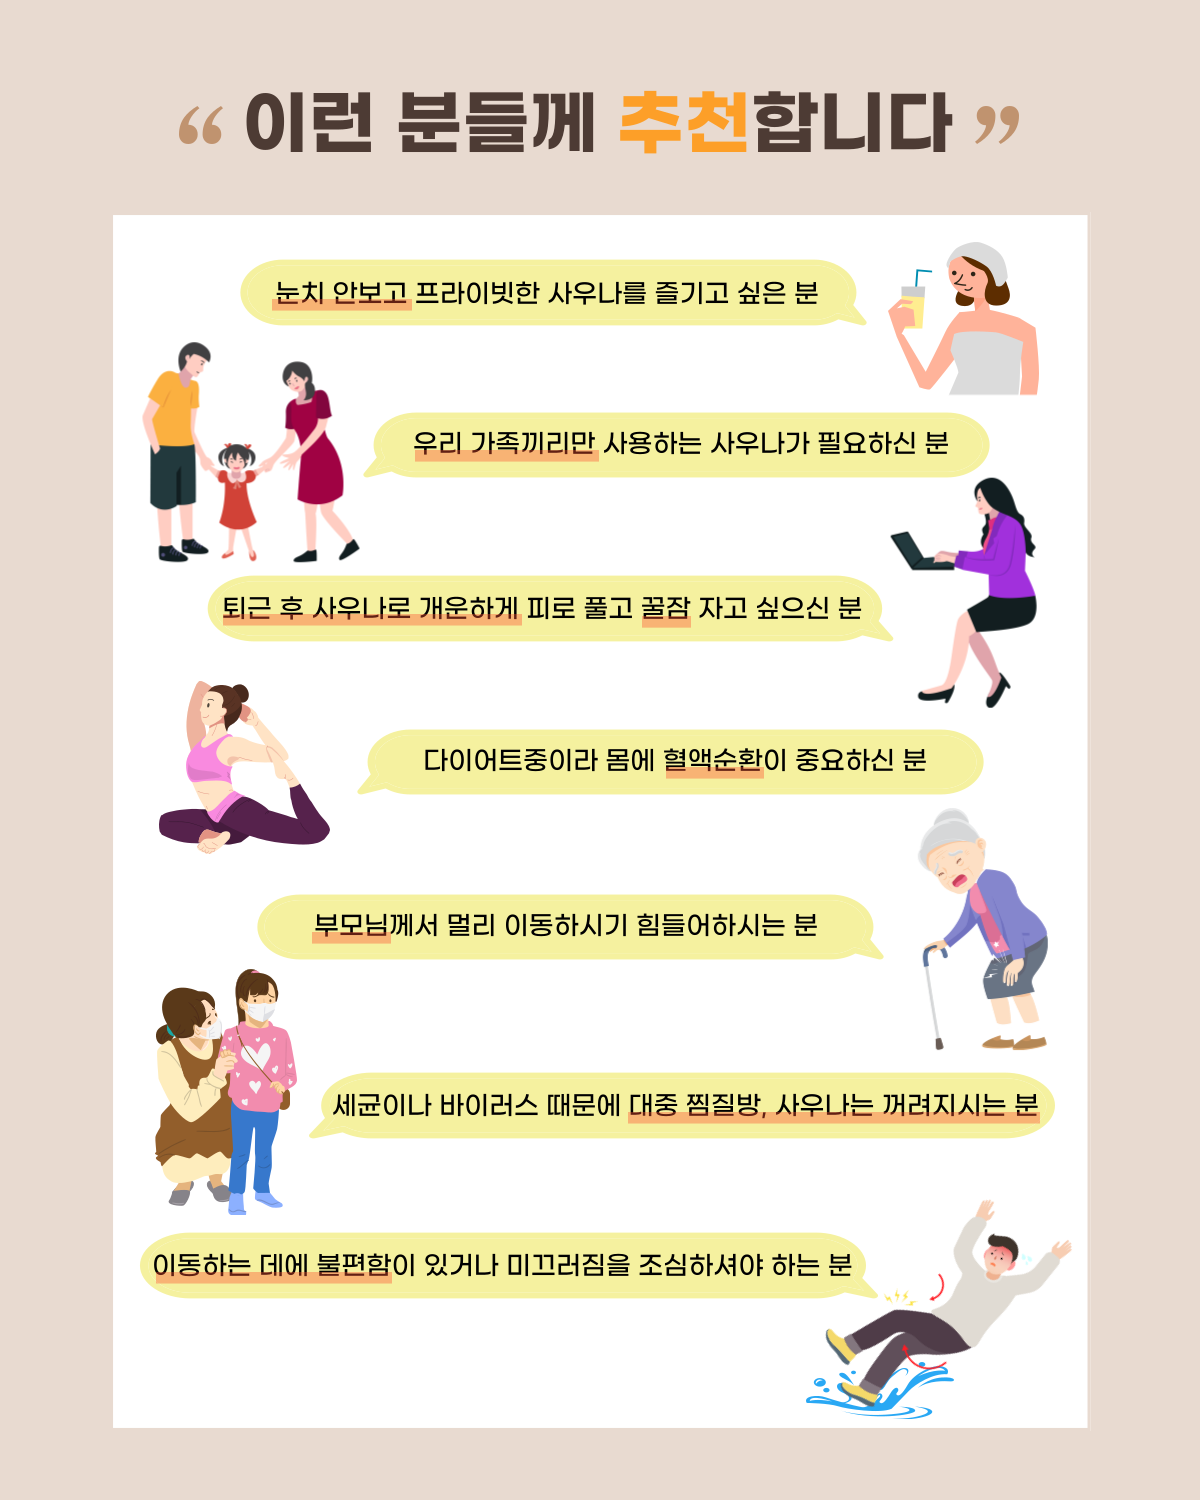 “ 이런 분들께 추천합니다 ”
눈치 안보고 프라이빗한 사우나를 즐기고 싶은 분
우리 가족끼리만 사용하는 사우나가 필요하신 분
퇴근 후 사우나로 개운하게 피로 풀고 꿀잠 자고 싶으신 분
다이어트중이라 몸에 혈액순환이 중요하신 분
부모님께서 멀리 이동하시기 힘들어하시는 분
세균이나 바이러스 때문에 대중 찜질방, 사우나는 꺼려지시는 분
이동하는 데에 불편함이 있거나 미끄러짐을 조심하셔야 하는 분